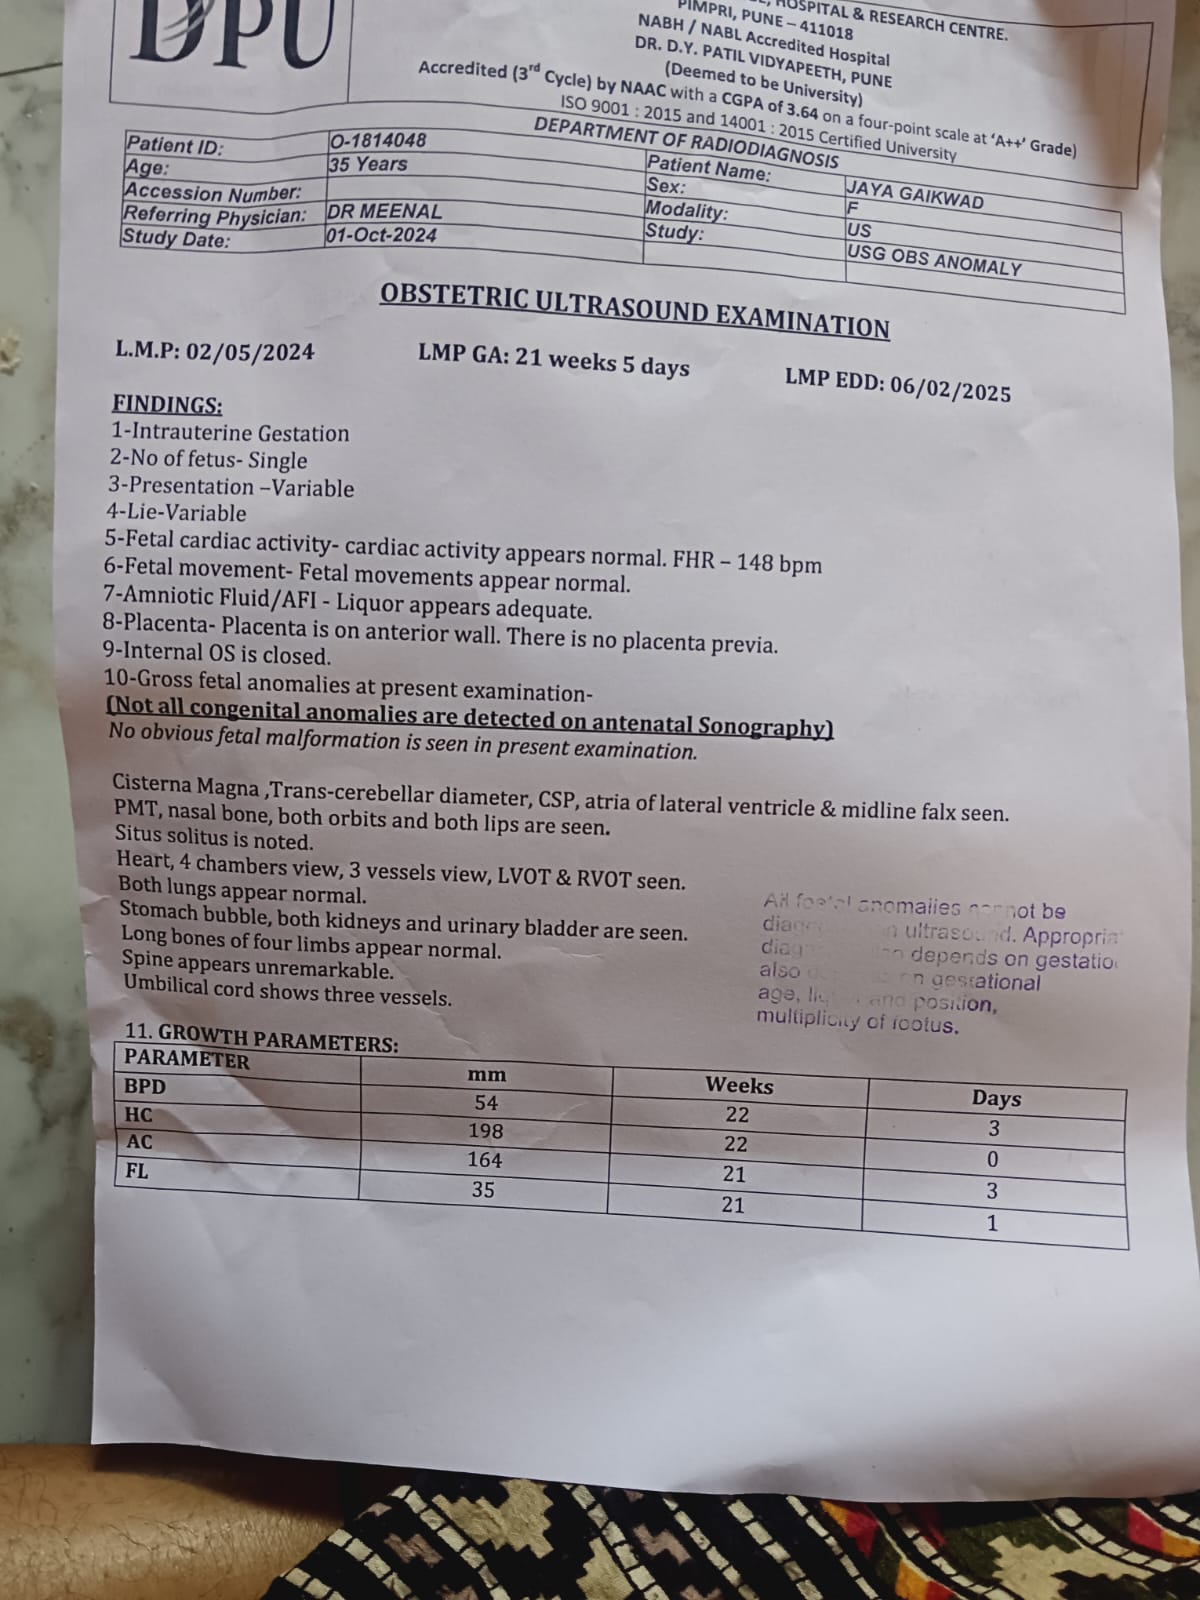 DPU
HOSPITAL & RESEARCH CENTRE.
PIMPRI, PUNE – 411018
NABH / NABL Accredited Hospital
DR. D.Y. PATIL VIDYAPEETH, PUNE
(Deemed to be University)
Accredited (3rd Cycle) by NAAC with a CGPA of 3.64 on a four-point scale at ‘A++’ Grade)
ISO 9001 : 2015 and 14001 : 2015 Certified University
DEPARTMENT OF RADIODIAGNOSIS
Patient ID: O-1814048 Patient Name: JAYA GAIKWAD
Age: 35 Years Sex: F
Accession Number: Modality: US
Referring Physician: DR MEENAL Study: USG OBS ANOMALY
Study Date: 01-Oct-2024
OBSTETRIC ULTRASOUND EXAMINATION
L.M.P: 02/05/2024 LMP GA: 21 weeks 5 days LMP EDD: 06/02/2025
FINDINGS:
1-Intrauterine Gestation
2-No of fetus- Single
3-Presentation –Variable
4-Lie-Variable
5-Fetal cardiac activity- cardiac activity appears normal. FHR – 148 bpm
6-Fetal movement- Fetal movements appear normal.
7-Amniotic Fluid/AFI - Liquor appears adequate.
8-Placenta- Placenta is on anterior wall. There is no placenta previa.
9-Internal OS is closed.
10-Gross fetal anomalies at present examination-
(Not all congenital anomalies are detected on antenatal Sonography)
No obvious fetal malformation is seen in present examination.
Cisterna Magna ,Trans-cerebellar diameter, CSP, atria of lateral ventricle & midline falx seen.
PMT, nasal bone, both orbits and both lips are seen.
Situs solitus is noted.
Heart, 4 chambers view, 3 vessels view, LVOT & RVOT seen.
Both lungs appear normal.
Stomach bubble, both kidneys and urinary bladder are seen.
Long bones of four limbs appear normal.
Spine appears unremarkable.
Umbilical cord shows three vessels.
All foetal anomalies cannot be
ultrasound. Appropria
depends on gestatio
also on gestational
age, and position,
multiplicity of foetus.
11. GROWTH PARAMETERS:
PARAMETER mm Weeks Days
BPD 54 22 3
HC 198 22 0
AC 164 21 3
FL 35 21 1